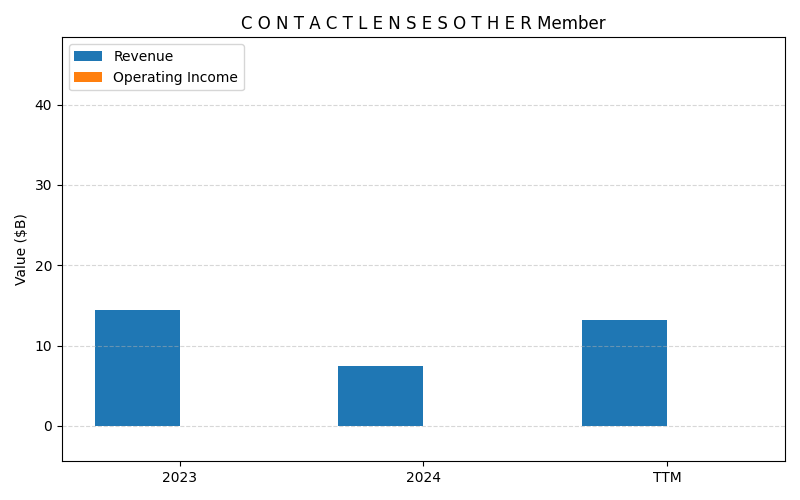 C O N T A C T L E N S E S O T H E R Member
Revenue
Operating Income
Value ($B)
40
30
20
10
0
2023 2024 TTM